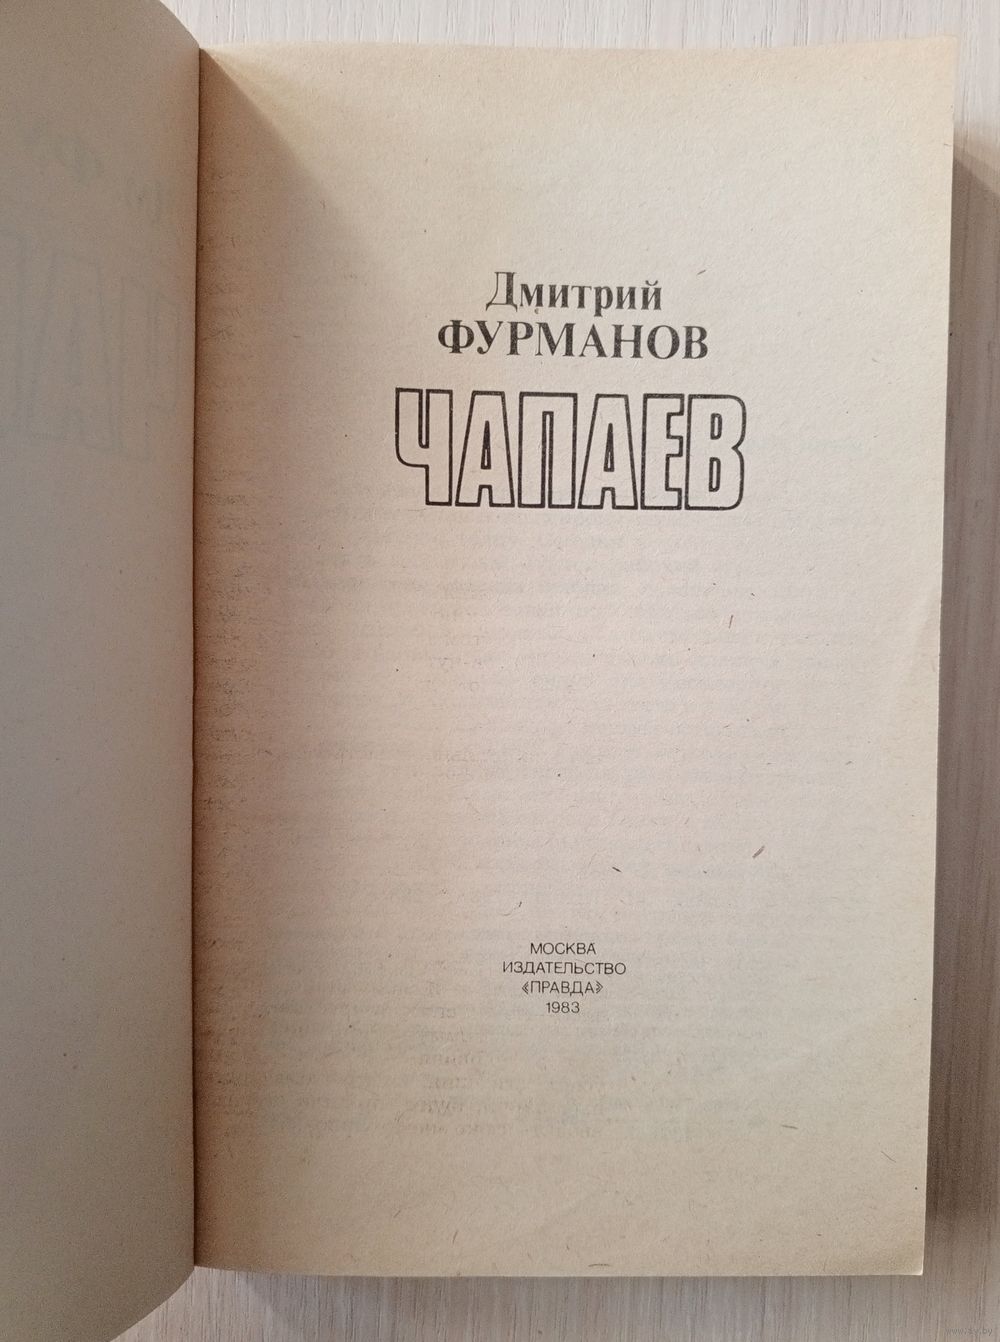 Дмитрий
ФУРМАНОВ
ЧАПАЕВ
МОСКВА
ИЗДАТЕЛЬСТВО
«ПРАВДА»
1983